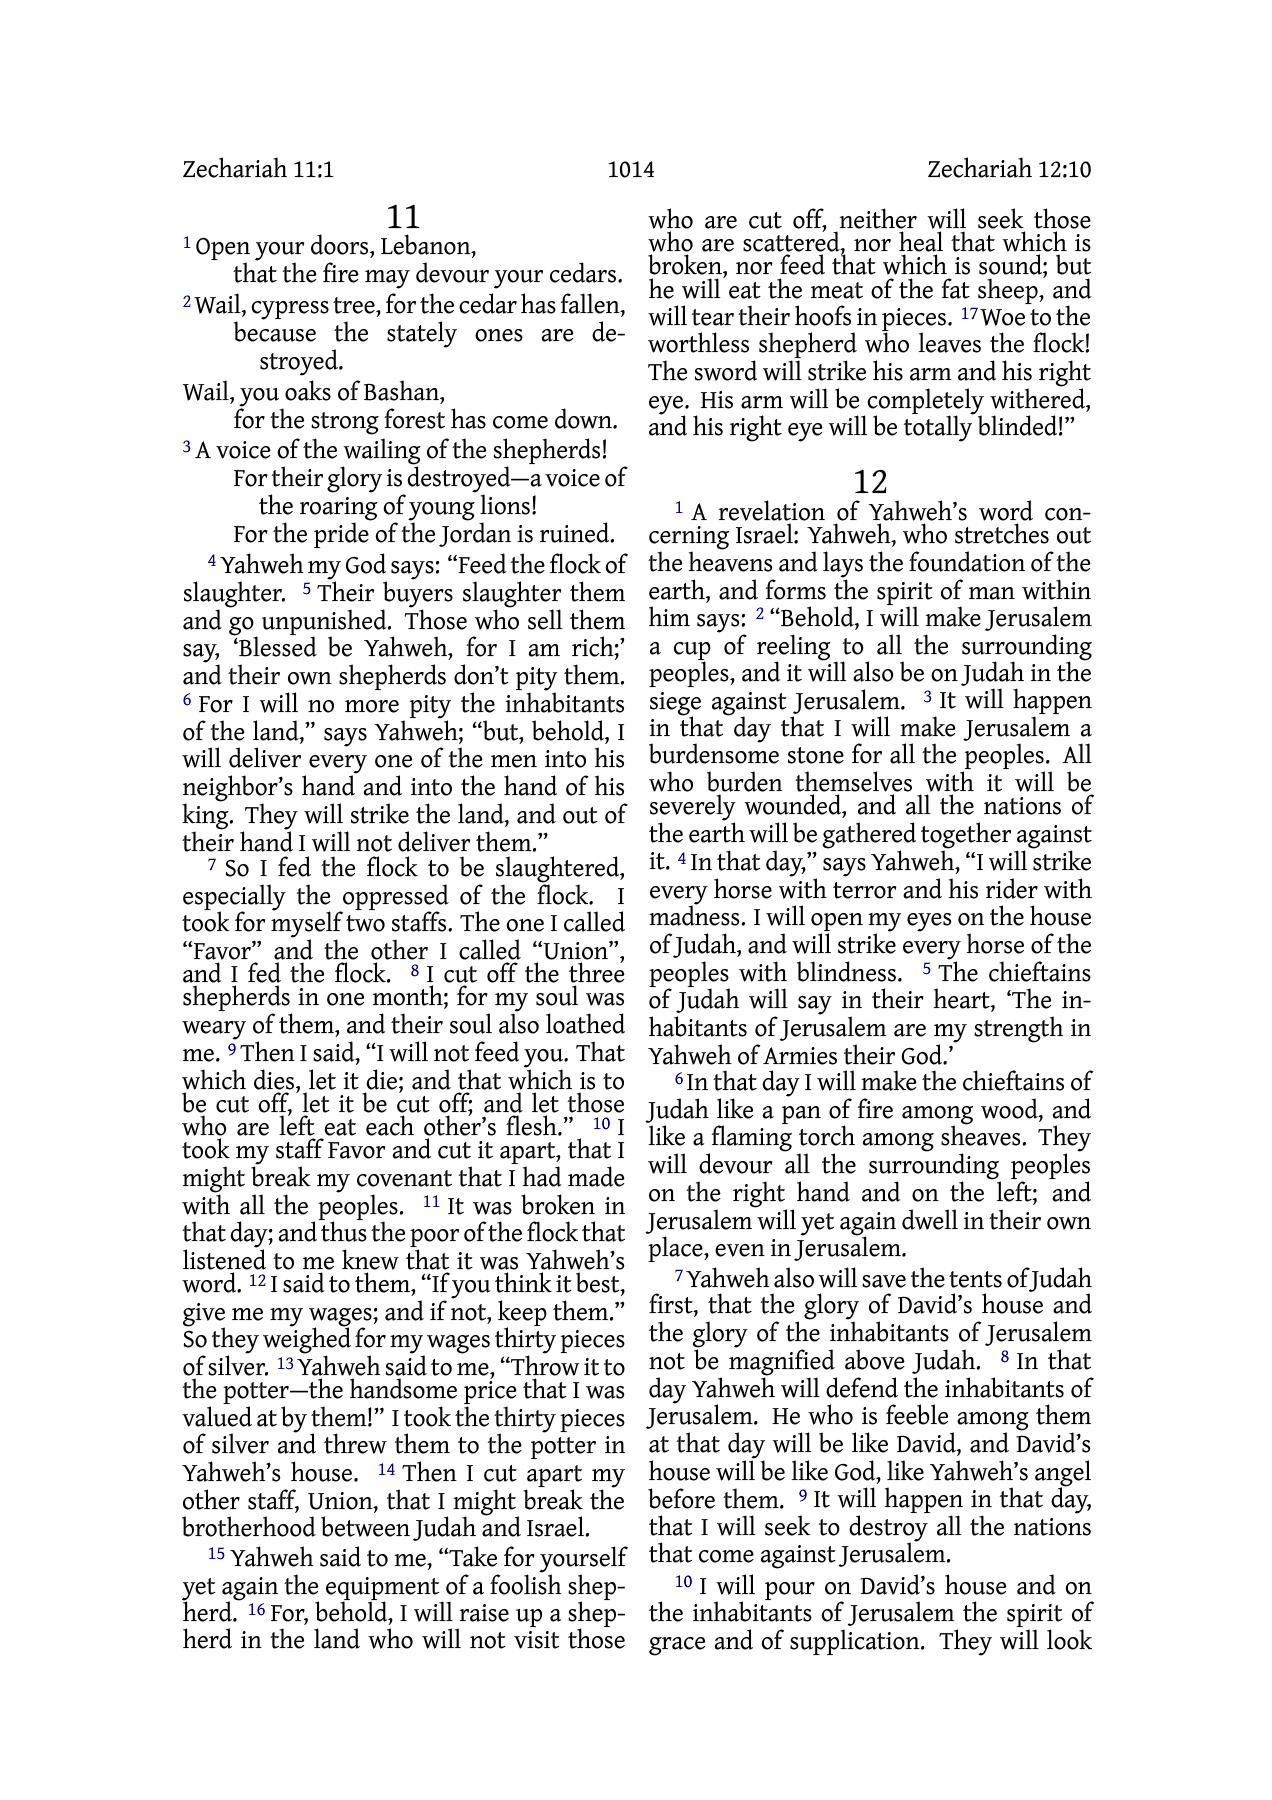 Zechariah 11:1 1014 Zechariah 12:10
11
1 Open your doors, Lebanon,
that the fire may devour your cedars.
2 Wail, cypress tree, for the cedar has fallen,
because the stately ones are de-
stroyed.
Wail, you oaks of Bashan,
for the strong forest has come down.
3 A voice of the wailing of the shepherds!
For their glory is destroyed—a voice of
the roaring of young lions!
For the pride of the Jordan is ruined.
4 Yahweh my God says: “Feed the flock of
slaughter. 5 Their buyers slaughter them
and go unpunished. Those who sell them
say, ‘Blessed be Yahweh, for I am rich;’
and their own shepherds don’t pity them.
6 For I will no more pity the inhabitants
of the land,” says Yahweh; “but, behold, I
will deliver every one of the men into his
neighbor’s hand and into the hand of his
king. They will strike the land, and out of
their hand I will not deliver them.”
7 So I fed the flock to be slaughtered,
especially the oppressed of the flock. I
took for myself two staffs. The one I called
“Favor” and the other I called “Union”,
and I fed the flock. 8 I cut off the three
shepherds in one month; for my soul was
weary of them, and their soul also loathed
me. 9 Then I said, “I will not feed you. That
which dies, let it die; and that which is to
be cut off, let it be cut off; and let those
who are left eat each other’s flesh.” 10 I
took my staff Favor and cut it apart, that I
might break my covenant that I had made
with all the peoples. 11 It was broken in
that day; and thus the poor of the flock that
listened to me knew that it was Yahweh’s
word. 12 I said to them, “If you think it best,
give me my wages; and if not, keep them.”
So they weighed for my wages thirty pieces
of silver. 13 Yahweh said to me, “Throw it to
the potter—the handsome price that I was
valued at by them!” I took the thirty pieces
of silver and threw them to the potter in
Yahweh’s house. 14 Then I cut apart my
other staff, Union, that I might break the
brotherhood between Judah and Israel.
15 Yahweh said to me, “Take for yourself
yet again the equipment of a foolish shep-
herd. 16 For, behold, I will raise up a shep-
herd in the land who will not visit those
who are cut off, neither will seek those
who are scattered, nor heal that which is
broken, nor feed that which is sound; but
he will eat the meat of the fat sheep, and
will tear their hoofs in pieces. 17 Woe to the
worthless shepherd who leaves the flock!
The sword will strike his arm and his right
eye. His arm will be completely withered,
and his right eye will be totally blinded!”
12
1 A revelation of Yahweh’s word con-
cerning Israel: Yahweh, who stretches out
the heavens and lays the foundation of the
earth, and forms the spirit of man within
him says: 2 “Behold, I will make Jerusalem
a cup of reeling to all the surrounding
peoples, and it will also be on Judah in the
siege against Jerusalem. 3 It will happen
in that day that I will make Jerusalem a
burdensome stone for all the peoples. All
who burden themselves with it will be
severely wounded, and all the nations of
the earth will be gathered together against
it. 4 In that day,” says Yahweh, “I will strike
every horse with terror and his rider with
madness. I will open my eyes on the house
of Judah, and will strike every horse of the
peoples with blindness. 5 The chieftains
of Judah will say in their heart, ‘The in-
habitants of Jerusalem are my strength in
Yahweh of Armies their God.’
6 In that day I will make the chieftains of
Judah like a pan of fire among wood, and
like a flaming torch among sheaves. They
will devour all the surrounding peoples
on the right hand and on the left; and
Jerusalem will yet again dwell in their own
place, even in Jerusalem.
7 Yahweh also will save the tents of Judah
first, that the glory of David’s house and
the glory of the inhabitants of Jerusalem
not be magnified above Judah. 8 In that
day Yahweh will defend the inhabitants of
Jerusalem. He who is feeble among them
at that day will be like David, and David’s
house will be like God, like Yahweh’s angel
before them. 9 It will happen in that day,
that I will seek to destroy all the nations
that come against Jerusalem.
10 I will pour on David’s house and on
the inhabitants of Jerusalem the spirit of
grace and of supplication. They will look